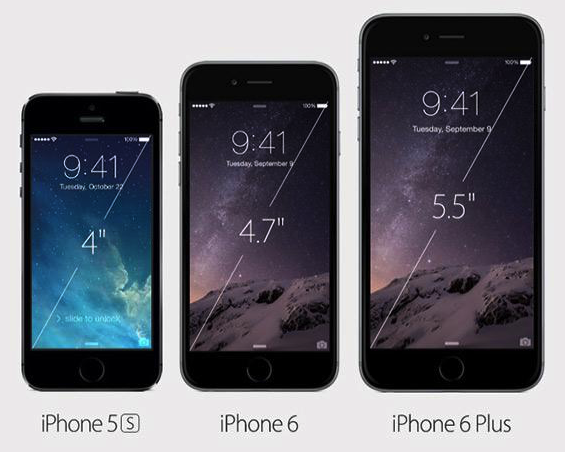 100%
9:41
Tuesday, October 22
4"
slide to unlock
iPhone 5S
100%
9:41
Tuesday, September 9
4.7"
iPhone 6
100%
9:41
Tuesday, September 9
5.5"
iPhone 6 Plus